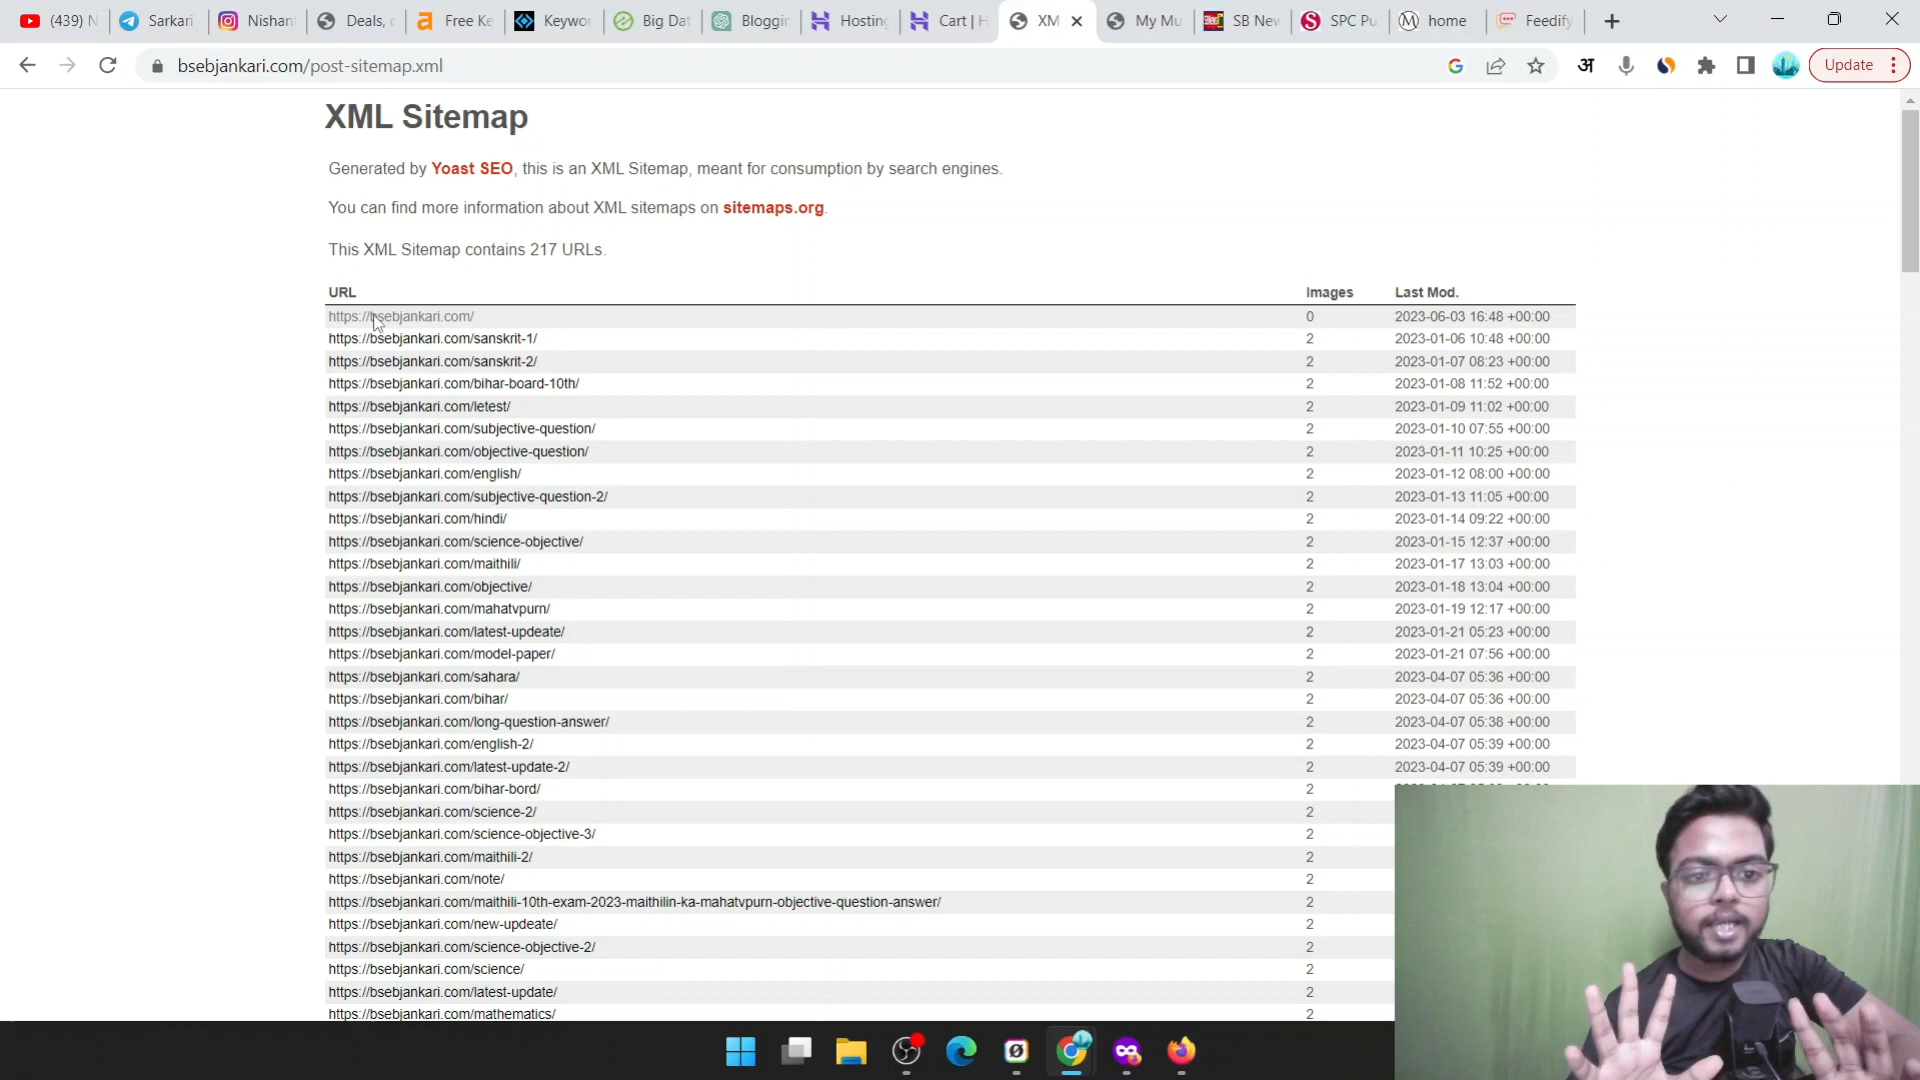 (439) N
Sarkari
Nishant
Deals, c
Free Ke
Keywor
Big Dat
Bloggin
Hosting
Cart | H
XM
My Mu
SB New
SPC Pu
home
Feedify
bsebjankari.com/post-sitemap.xml
अ
Update
XML Sitemap
Generated by Yoast SEO, this is an XML Sitemap, meant for consumption by search engines.
You can find more information about XML sitemaps on sitemaps.org.
This XML Sitemap contains 217 URLs.
URL Images Last Mod.
https://bsebjankari.com/ 0 2023-06-03 16:48 +00:00
https://bsebjankari.com/sanskrit-1/ 2 2023-01-06 10:48 +00:00
https://bsebjankari.com/sanskrit-2/ 2 2023-01-07 08:23 +00:00
https://bsebjankari.com/bihar-board-10th/ 2 2023-01-08 11:52 +00:00
https://bsebjankari.com/letest/ 2 2023-01-09 11:02 +00:00
https://bsebjankari.com/subjective-question/ 2 2023-01-10 07:55 +00:00
https://bsebjankari.com/objective-question/ 2 2023-01-11 10:25 +00:00
https://bsebjankari.com/english/ 2 2023-01-12 08:00 +00:00
https://bsebjankari.com/subjective-question-2/ 2 2023-01-13 11:05 +00:00
https://bsebjankari.com/hindi/ 2 2023-01-14 09:22 +00:00
https://bsebjankari.com/science-objective/ 2 2023-01-15 12:37 +00:00
https://bsebjankari.com/maithili/ 2 2023-01-17 13:03 +00:00
https://bsebjankari.com/objective/ 2 2023-01-18 13:04 +00:00
https://bsebjankari.com/mahatvpurn/ 2 2023-01-19 12:17 +00:00
https://bsebjankari.com/latest-updeate/ 2 2023-01-21 05:23 +00:00
https://bsebjankari.com/model-paper/ 2 2023-01-21 07:56 +00:00
https://bsebjankari.com/sahara/ 2 2023-04-07 05:36 +00:00
https://bsebjankari.com/bihar/ 2 2023-04-07 05:36 +00:00
https://bsebjankari.com/long-question-answer/ 2 2023-04-07 05:38 +00:00
https://bsebjankari.com/english-2/ 2 2023-04-07 05:39 +00:00
https://bsebjankari.com/latest-update-2/ 2 2023-04-07 05:39 +00:00
https://bsebjankari.com/bihar-bord/ 2
https://bsebjankari.com/science-2/ 2
https://bsebjankari.com/science-objective-3/ 2
https://bsebjankari.com/maithili-2/ 2
https://bsebjankari.com/note/ 2
https://bsebjankari.com/maithili-10th-exam-2023-maithilin-ka-mahatvpurn-objective-question-answer/ 2
https://bsebjankari.com/new-updeate/ 2
https://bsebjankari.com/science-objective-2/ 2
https://bsebjankari.com/science/ 2
https://bsebjankari.com/latest-update/ 2
https://bsebjankari.com/mathematics/ 2